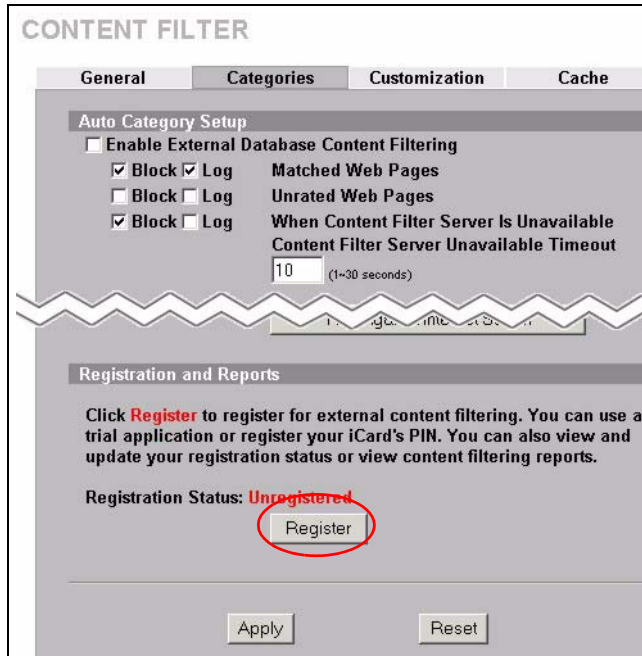 CONTENT FILTER
General Categories Customization Cache
Auto Category Setup
Enable External Database Content Filtering
Block Log Matched Web Pages
Block Log Unrated Web Pages
Block Log When Content Filter Server Is Unavailable
Content Filter Server Unavailable Timeout
10 (1~30 seconds)
Registration and Reports
Click Register to register for external content filtering. You can use a
trial application or register your iCard's PIN. You can also view and
update your registration status or view content filtering reports.
Registration Status: Unregistered
Register
Apply Reset